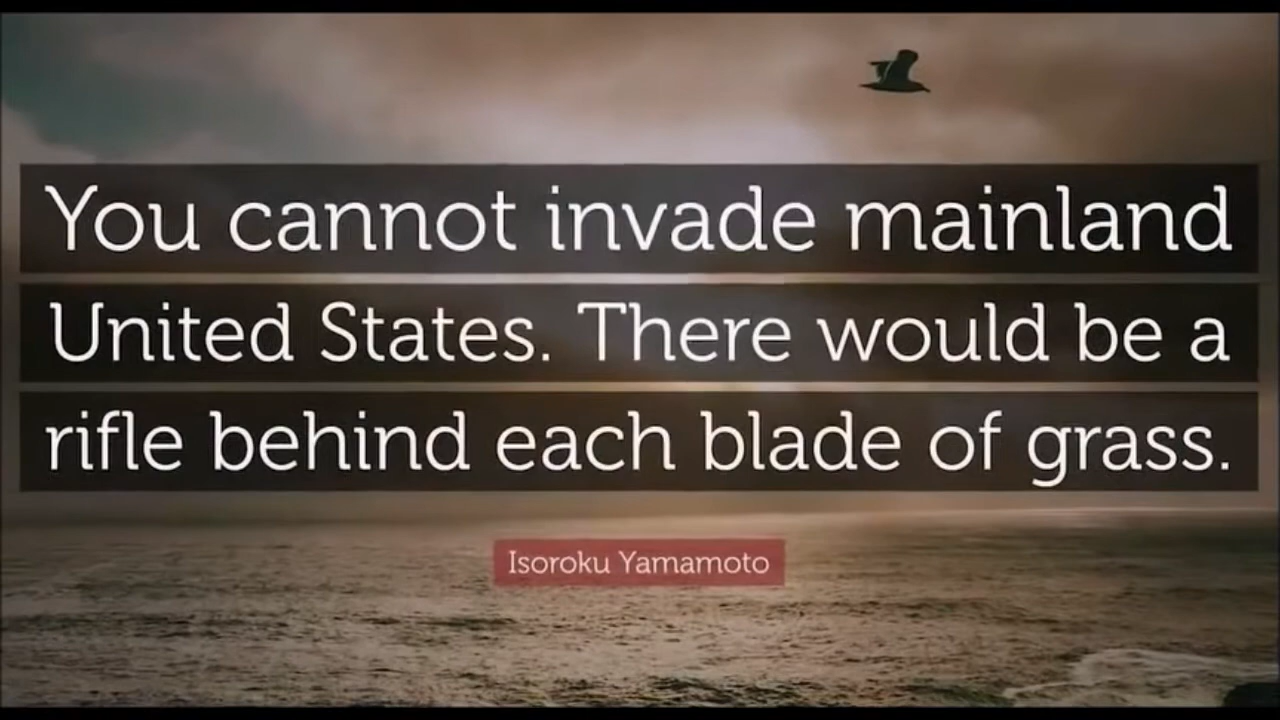 You cannot invade mainland
United States. There would be a
rifle behind each blade of grass.
Isoroku Yamamoto